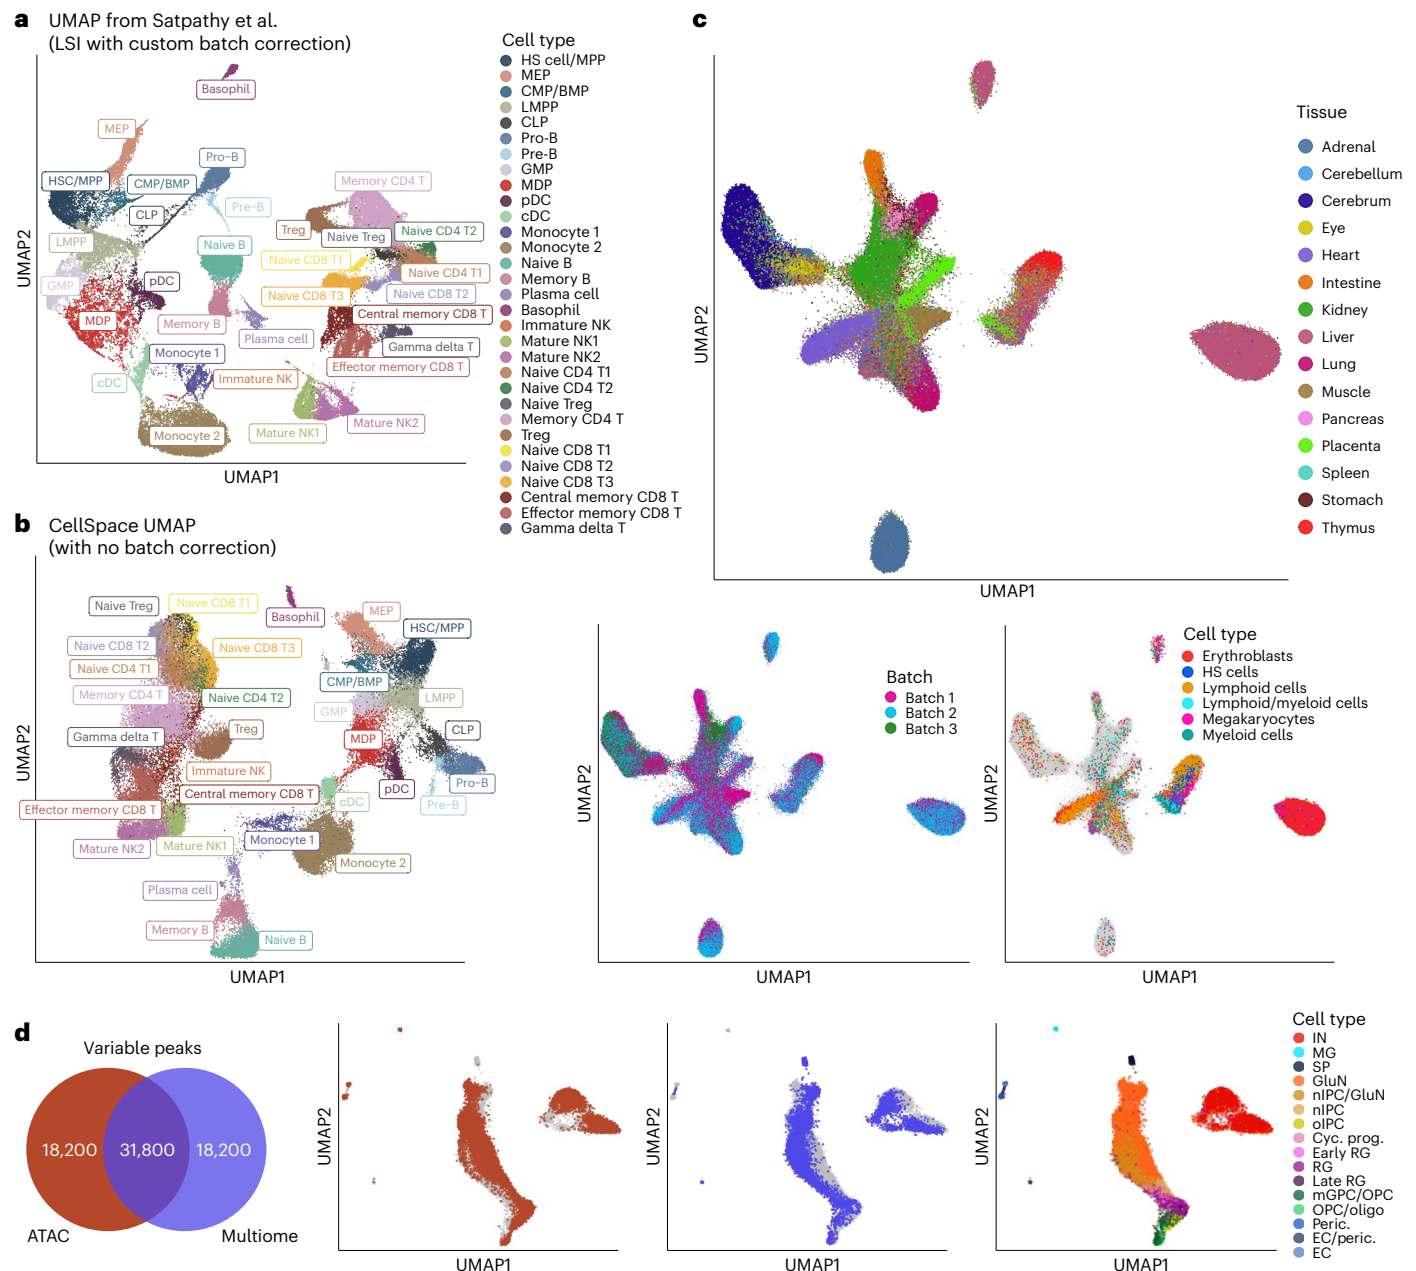 a
UMAP from Satpathy et al.
(LSI with custom batch correction)
UMAP2
UMAP1
Basophil
MEP
Pro-B
HSC/MPP
CMP/BMP
Memory CD4 T
CLP
Pre-B
Treg
Naive Treg
Naive CD4 T2
LMPP
Naive B
Naive CD8 T1
Naive CD4 T1
GMP
pDC
Naive CD8 T3
Naive CD8 T2
MDP
Memory B
Central memory CD8 T
Plasma cell
Gamma delta T
Monocyte 1
Effector memory CD8 T
cDC
Immature NK
Mature NK2
Monocyte 2
Mature NK1
Cell type
HS cell/MPP
MEP
CMP/BMP
LMPP
CLP
Pro-B
Pre-B
GMP
MDP
pDC
cDC
Monocyte 1
Monocyte 2
Naive B
Memory B
Plasma cell
Basophil
Immature NK
Mature NK1
Mature NK2
Naive CD4 T1
Naive CD4 T2
Naive Treg
Memory CD4 T
Treg
Naive CD8 T1
Naive CD8 T2
Naive CD8 T3
Central memory CD8 T
Effector memory CD8 T
Gamma delta T
b
CellSpace UMAP
(with no batch correction)
UMAP2
UMAP1
Naive Treg
Naive CD8 T1
Basophil
MEP
HSC/MPP
Naive CD8 T2
Naive CD8 T3
Naive CD4 T1
CMP/BMP
Memory CD4 T
Naive CD4 T2
LMPP
GMP
Gamma delta T
Treg
MDP
CLP
Immature NK
pDC
Pro-B
Effector memory CD8 T
Central memory CD8 T
cDC
Pre-B
Mature NK2
Mature NK1
Monocyte 1
Monocyte 2
Plasma cell
Memory B
Naive B
c
UMAP2
UMAP1
Tissue
Adrenal
Cerebellum
Cerebrum
Eye
Heart
Intestine
Kidney
Liver
Lung
Muscle
Pancreas
Placenta
Spleen
Stomach
Thymus
UMAP2
UMAP1
Batch
Batch 1
Batch 2
Batch 3
UMAP2
UMAP1
Cell type
Erythroblasts
HS cells
Lymphoid cells
Lymphoid/myeloid cells
Megakaryocytes
Myeloid cells
d
Variable peaks
18,200
31,800
18,200
ATAC
Multiome
UMAP2
UMAP1
UMAP2
UMAP1
UMAP2
UMAP1
Cell type
IN
MG
SP
GluN
nIPC/GluN
nIPC
oIPC
Cyc. prog.
Early RG
RG
Late RG
mGPC/OPC
OPC/oligo
Peric.
EC/peric.
EC